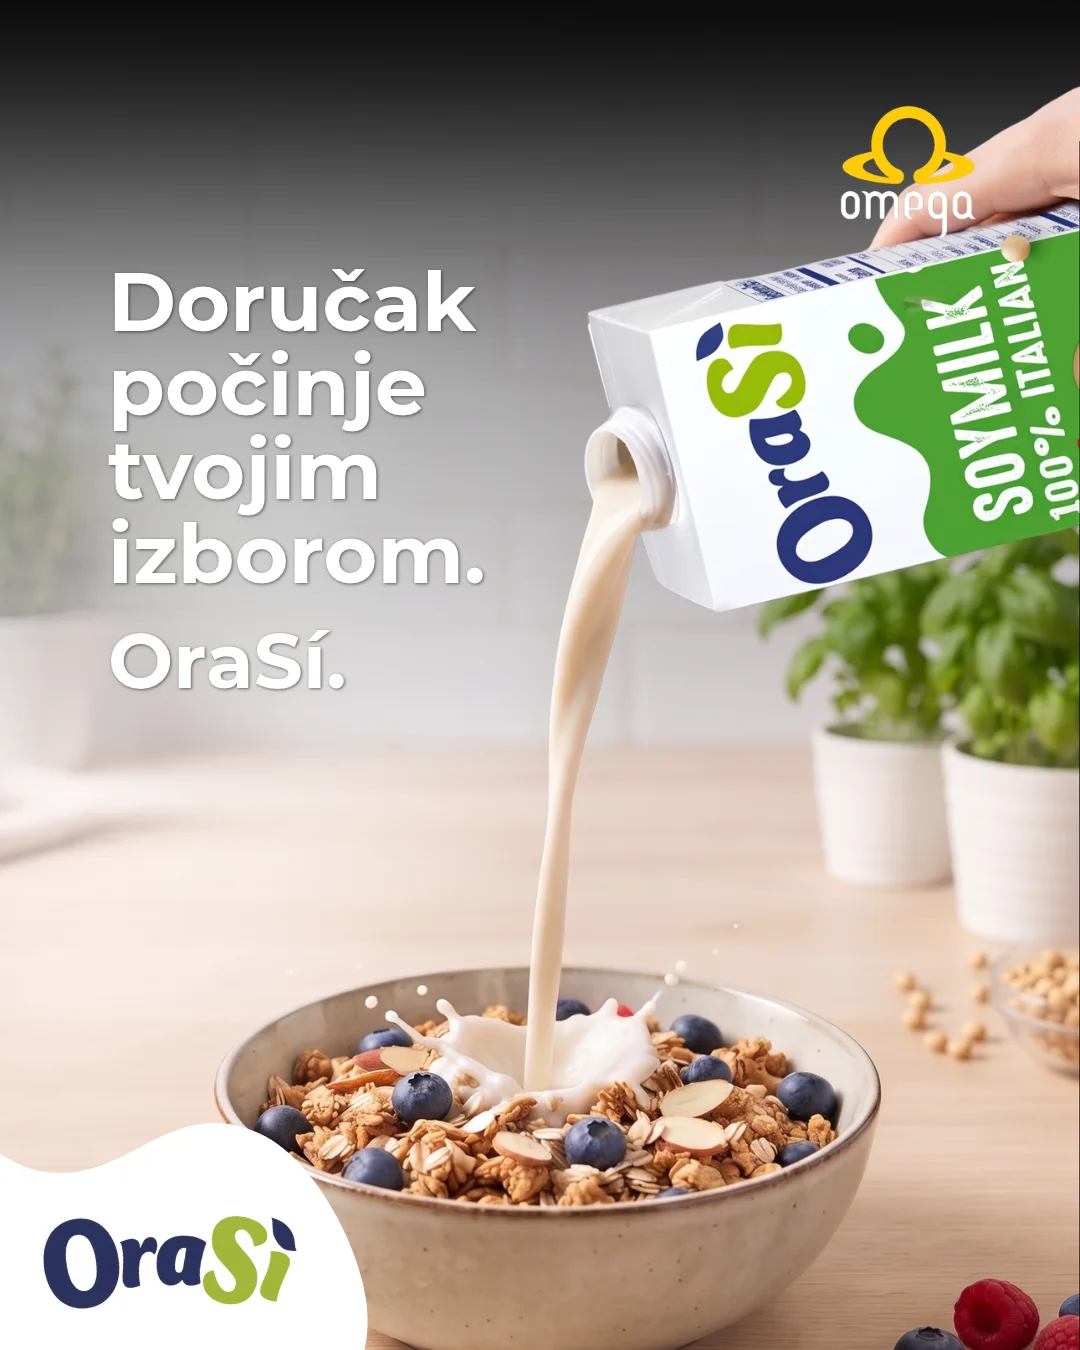 omega
Doručak
počinje
tvojim
izborom.
OraSí.
OraSì
SOYMILK
100% ITALIAN
OraSì